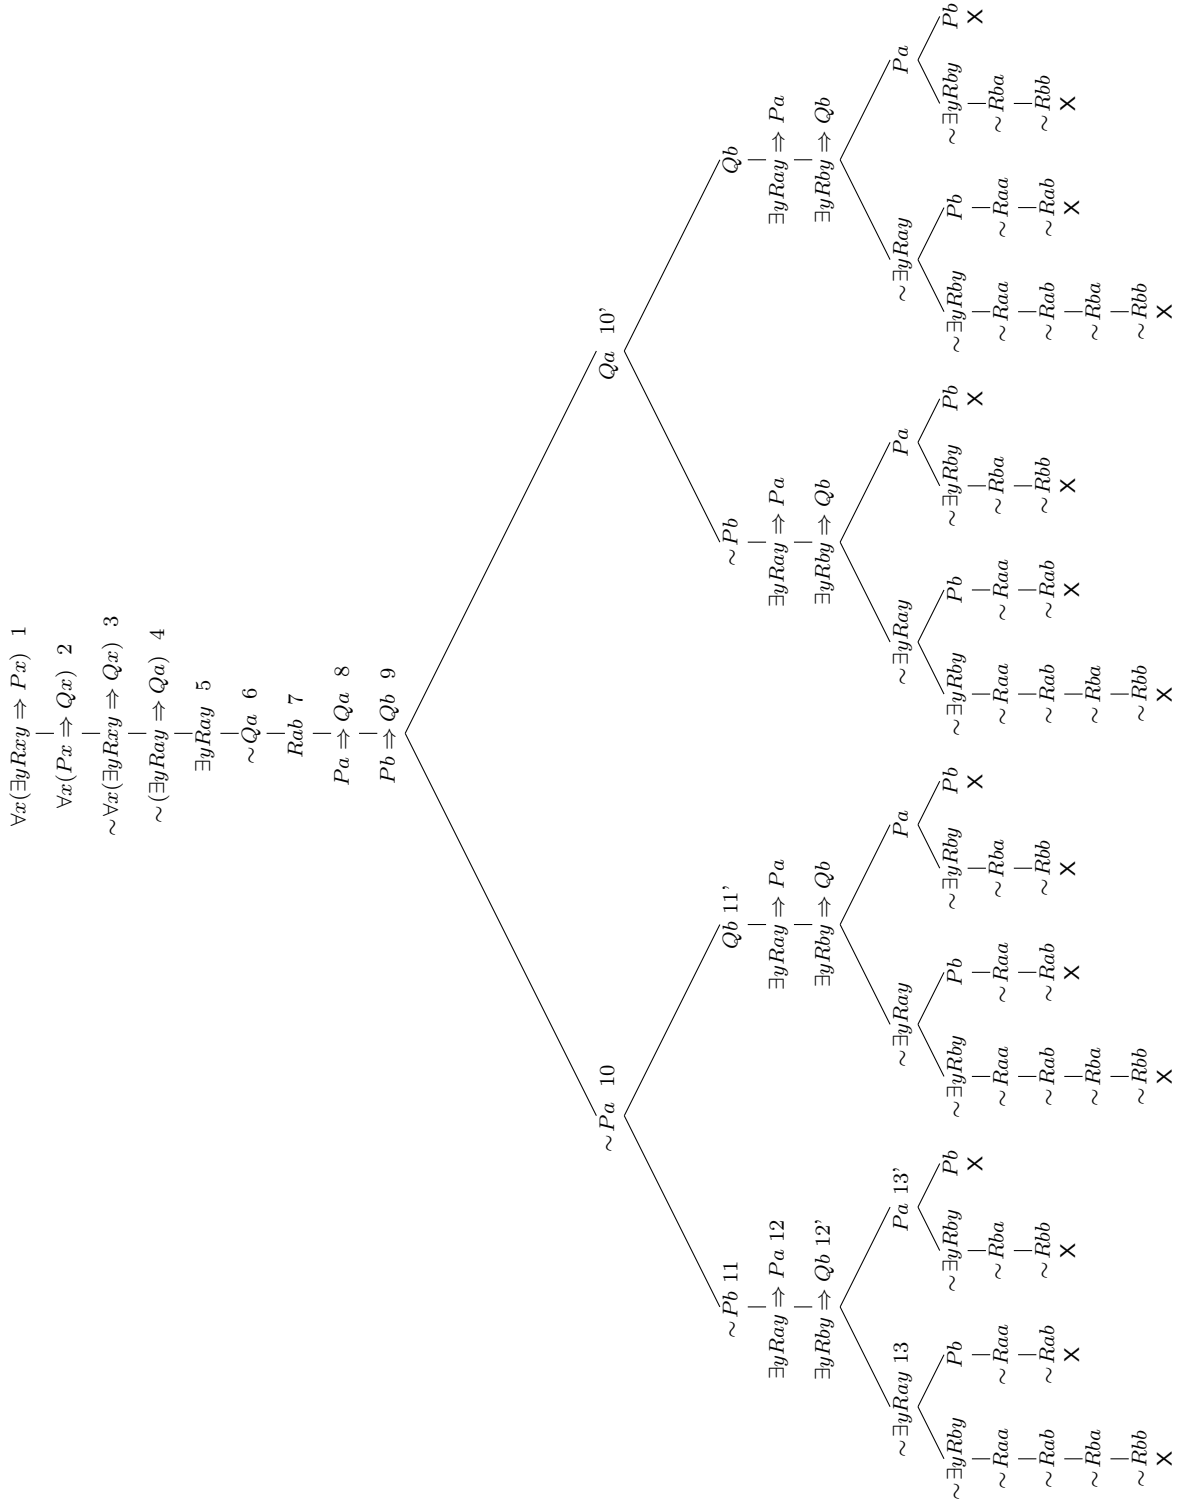 ∀x(∃yRxy ⇒ Px) 1
∀x(Px ⇒ Qx) 2
∼∀x(∃yRxy ⇒ Qx) 3
∼(∃yRay ⇒ Qa) 4
∃yRay 5
∼Qa 6
Rab 7
Pa ⇒ Qa 8
Pb ⇒ Qb 9
∼Pa 10 Qa 10'
∼Pb 11 Qb 11' ∼Pb Qb
∃yRay ⇒ Pa 12 ∃yRay ⇒ Pa ∃yRay ⇒ Pa ∃yRay ⇒ Pa
∃yRby ⇒ Qb 12' ∃yRby ⇒ Qb ∃yRby ⇒ Qb ∃yRby ⇒ Qb
∼∃yRay 13 Pa 13' ∼∃yRay Pa ∼∃yRay Pa ∼∃yRay Pa
∼∃yRby Pb ∼∃yRby Pb ∼∃yRby Pb ∼∃yRby Pb ∼∃yRby Pb ∼∃yRby Pb ∼∃yRby Pb ∼∃yRby Pb
X X X X
∼Raa ∼Raa ∼Rba ∼Raa ∼Raa ∼Rba ∼Raa ∼Raa ∼Rba ∼Raa ∼Raa ∼Rba
∼Rab ∼Rab ∼Rbb ∼Rab ∼Rab ∼Rbb ∼Rab ∼Rab ∼Rbb ∼Rab ∼Rab ∼Rbb
X X X X X X X X
∼Rba ∼Rba ∼Rba ∼Rba
∼Rbb ∼Rbb ∼Rbb ∼Rbb
X X X X